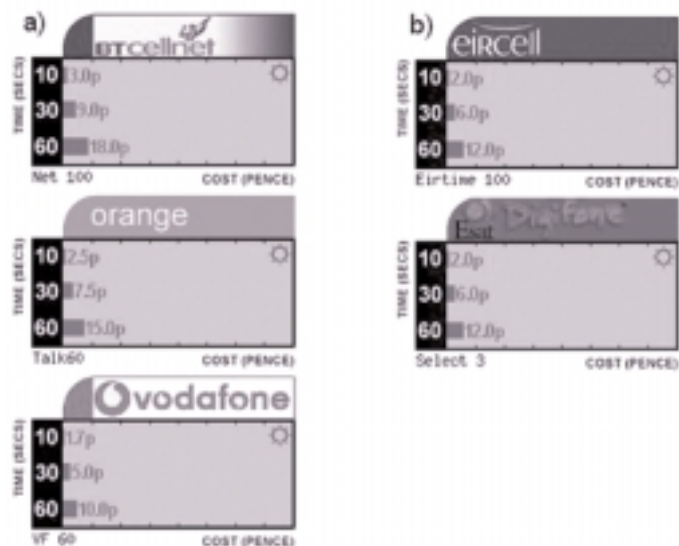 a)
BTcellnet
TIME (SECS)
10 3.0p
30 9.0p
60 18.0p
Net 100 COST (PENCE)
orange
TIME (SECS)
10 2.5p
30 7.5p
60 15.0p
Talk60 COST (PENCE)
vodafone
TIME (SECS)
10 1.7p
30 5.0p
60 10.0p
VF 60 COST (PENCE)
b)
eircell
TIME (SECS)
10 2.0p
30 6.0p
60 12.0p
Eirtime 100 COST (PENCE)
Esat Digifone
TIME (SECS)
10 2.0p
30 6.0p
60 12.0p
Select 3 COST (PENCE)